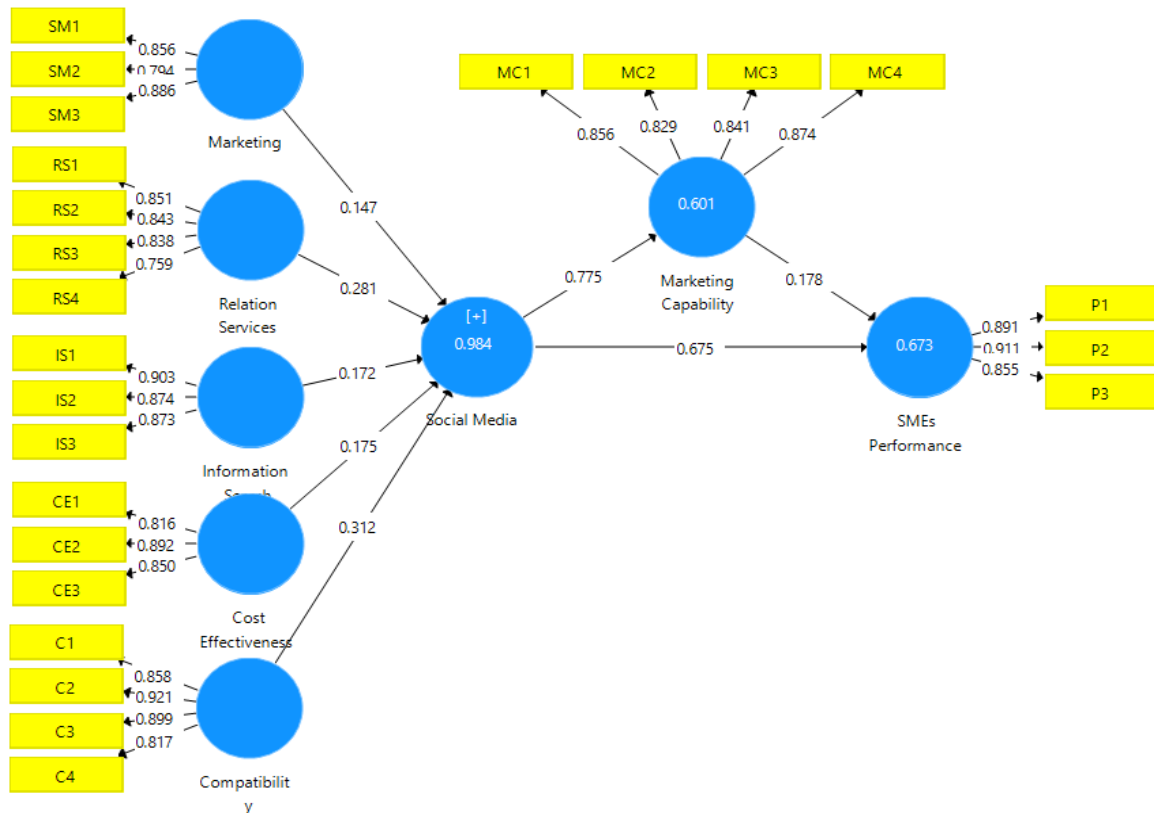 SM1
SM2
SM3
0.856
0.794
0.886
Marketing
RS1
RS2
RS3
RS4
0.851
0.843
0.838
0.759
Relation
Services
IS1
IS2
IS3
0.903
0.874
0.873
Information
CE1
CE2
CE3
0.816
0.892
0.850
Cost
Effectiveness
C1
C2
C3
C4
0.858
0.921
0.899
0.817
Compatibilit
y
0.147
0.281
0.172
0.175
0.312
[+]
0.984
Social Media
MC1
MC2
MC3
MC4
0.856
0.829
0.841
0.874
0.601
Marketing
Capability
0.775
0.178
0.675
0.673
SMEs
Performance
0.891
0.911
0.855
P1
P2
P3